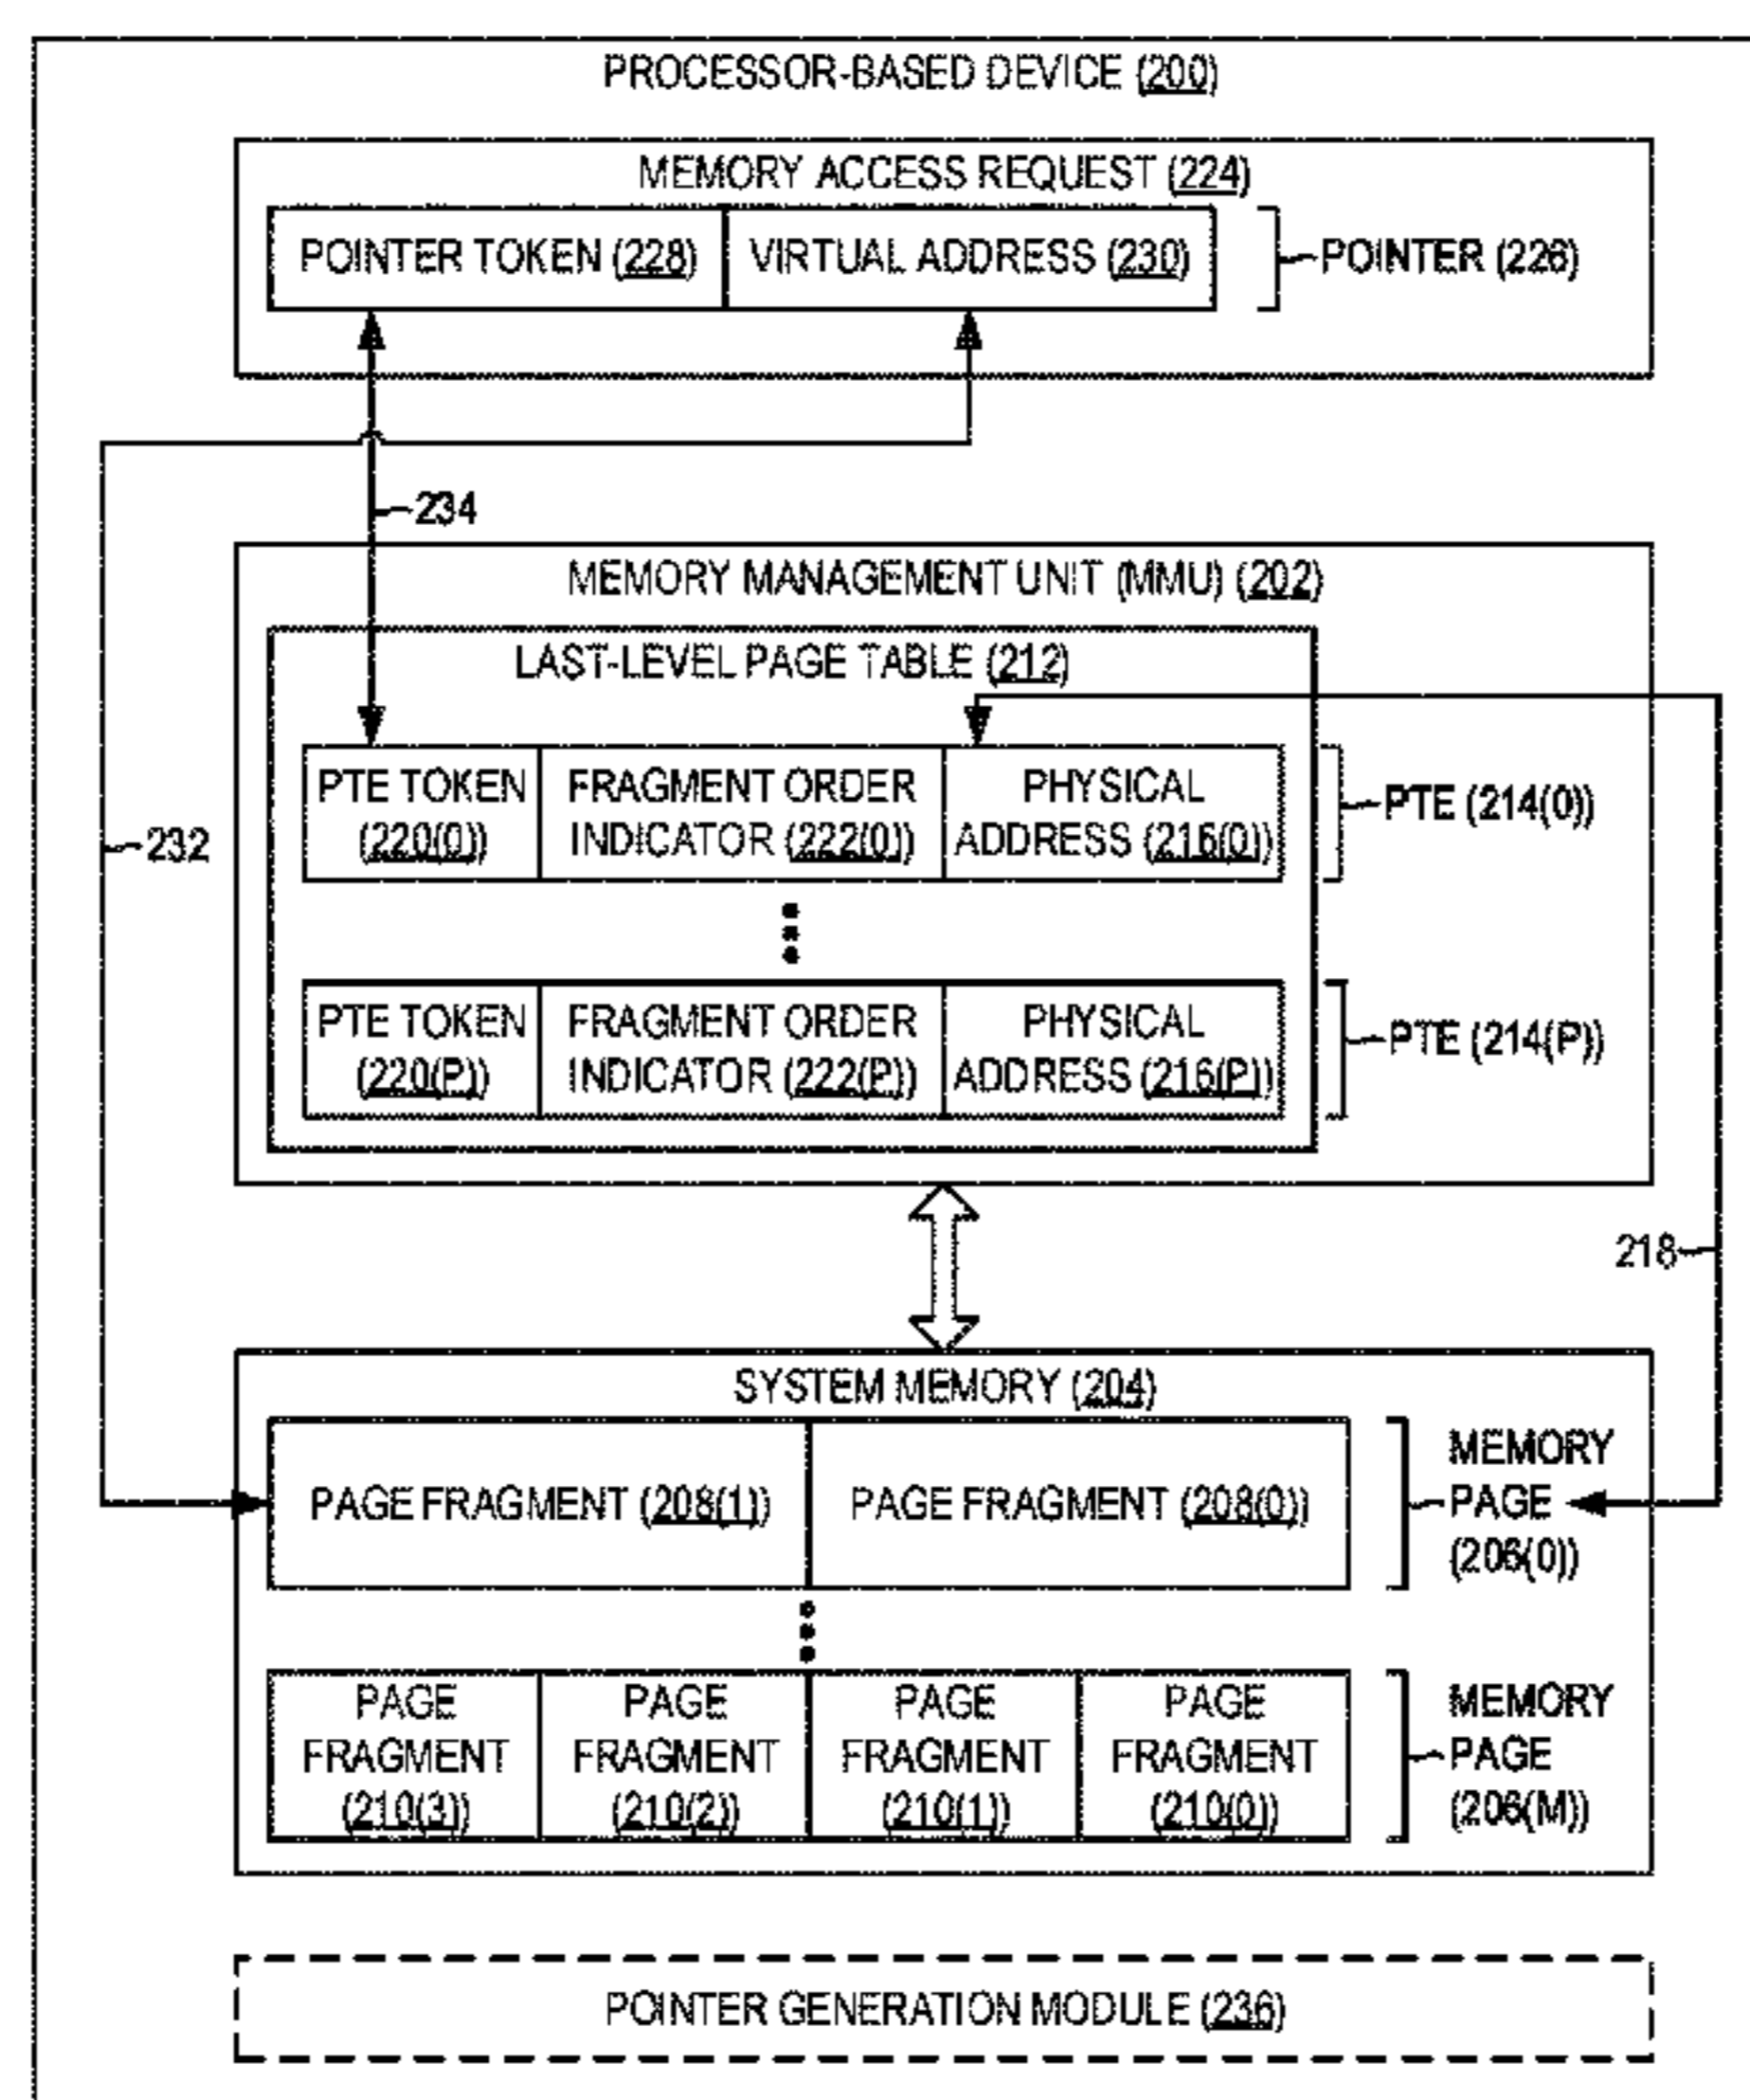 PROCESSOR-BASED DEVICE (200)
MEMORY ACCESS REQUEST (224)
POINTER TOKEN (228)
VIRTUAL ADDRESS (230)
POINTER (226)
234
MEMORY MANAGEMENT UNIT (MMU) (202)
LAST-LEVEL PAGE TABLE (212)
PTE TOKEN
(220(0))
FRAGMENT ORDER
INDICATOR (222(0))
PHYSICAL
ADDRESS (216(0))
PTE (214(0))
232
PTE TOKEN
(220(P))
FRAGMENT ORDER
INDICATOR (222(P))
PHYSICAL
ADDRESS (216(P))
PTE (214(P))
218
SYSTEM MEMORY (204)
PAGE FRAGMENT (208(1))
PAGE FRAGMENT (208(0))
MEMORY
PAGE
(206(0))
PAGE
FRAGMENT
(210(3))
PAGE
FRAGMENT
(210(2))
PAGE
FRAGMENT
(210(1))
PAGE
FRAGMENT
(210(0))
MEMORY
PAGE
(206(M))
POINTER GENERATION MODULE (236)